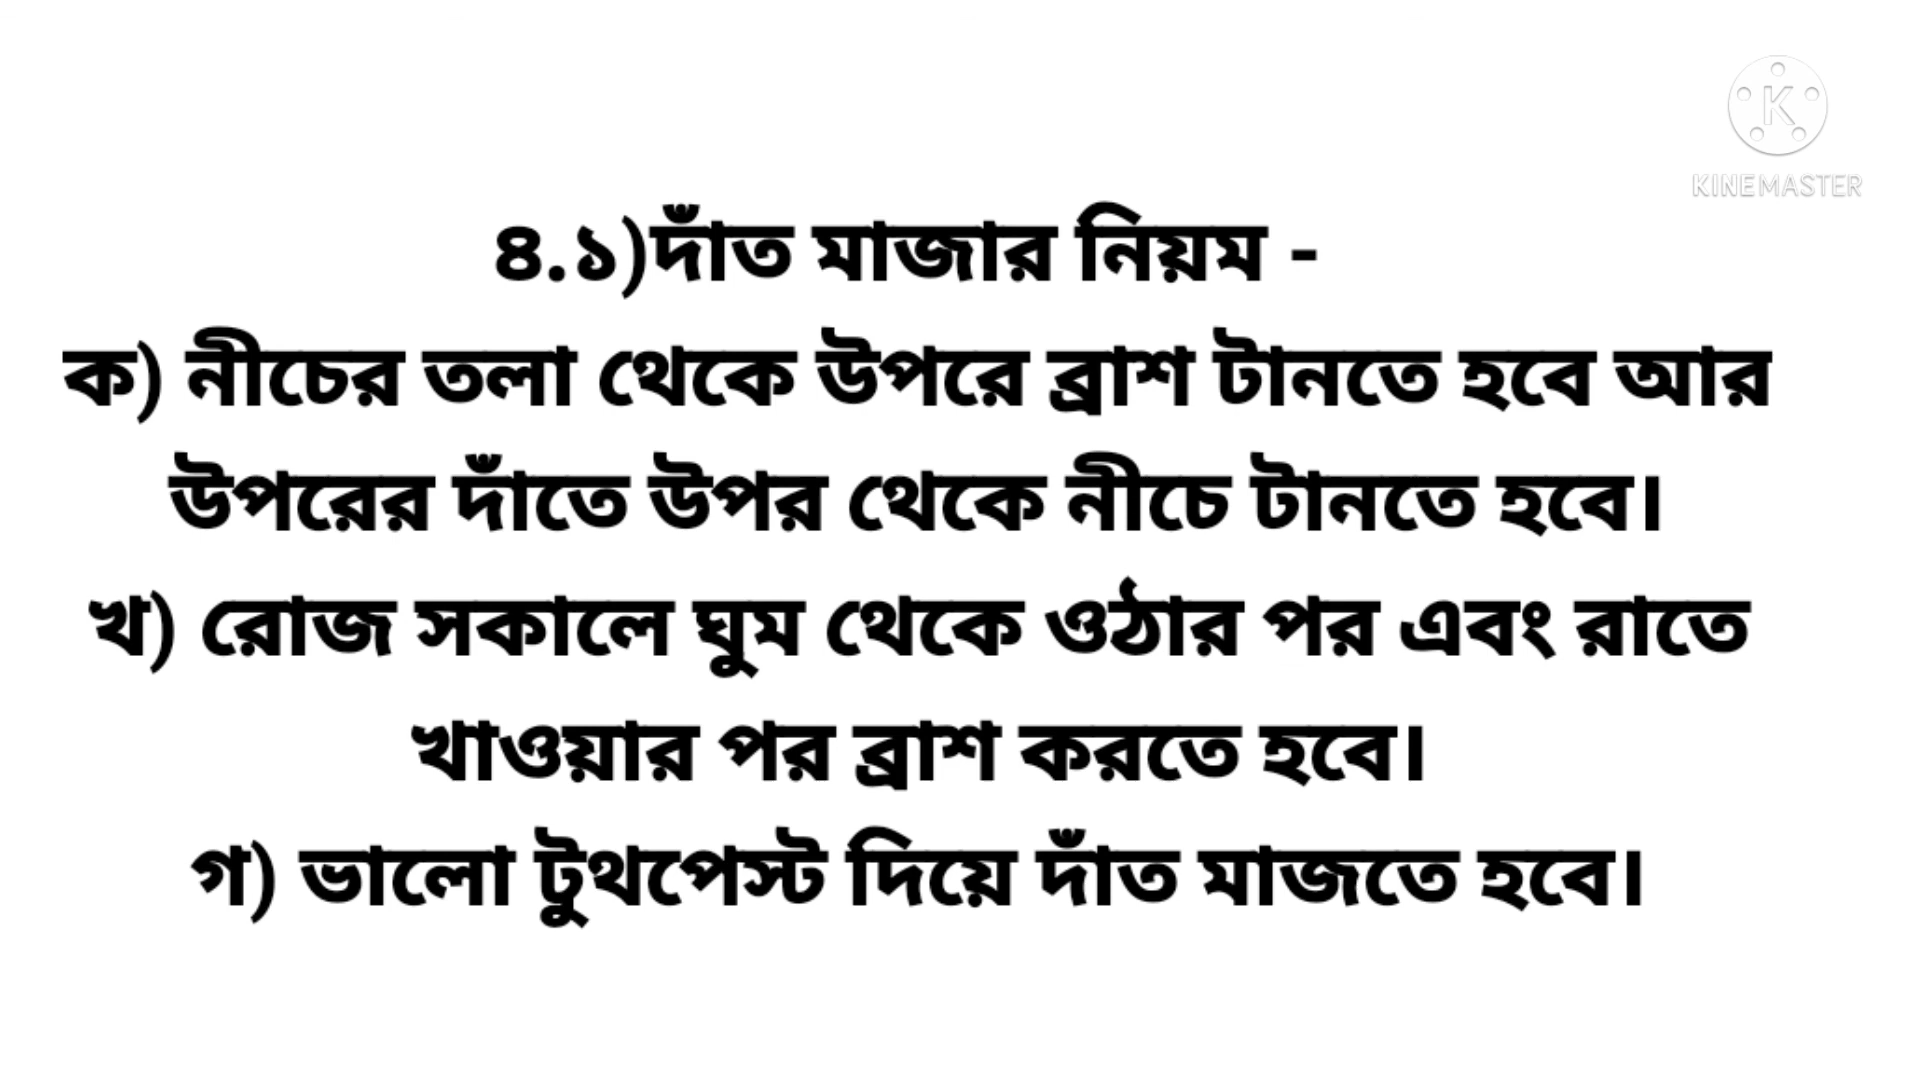 KINEMASTER
৪.১)দাঁত মাজার নিয়ম -
ক) নীচের তলা থেকে উপরে ব্রাশ টানতে হবে আর
উপরের দাঁতে উপর থেকে নীচে টানতে হবে।
খ) রোজ সকালে ঘুম থেকে ওঠার পর এবং রাতে
খাওয়ার পর ব্রাশ করতে হবে।
গ) ভালো টুথপেস্ট দিয়ে দাঁত মাজতে হবে।